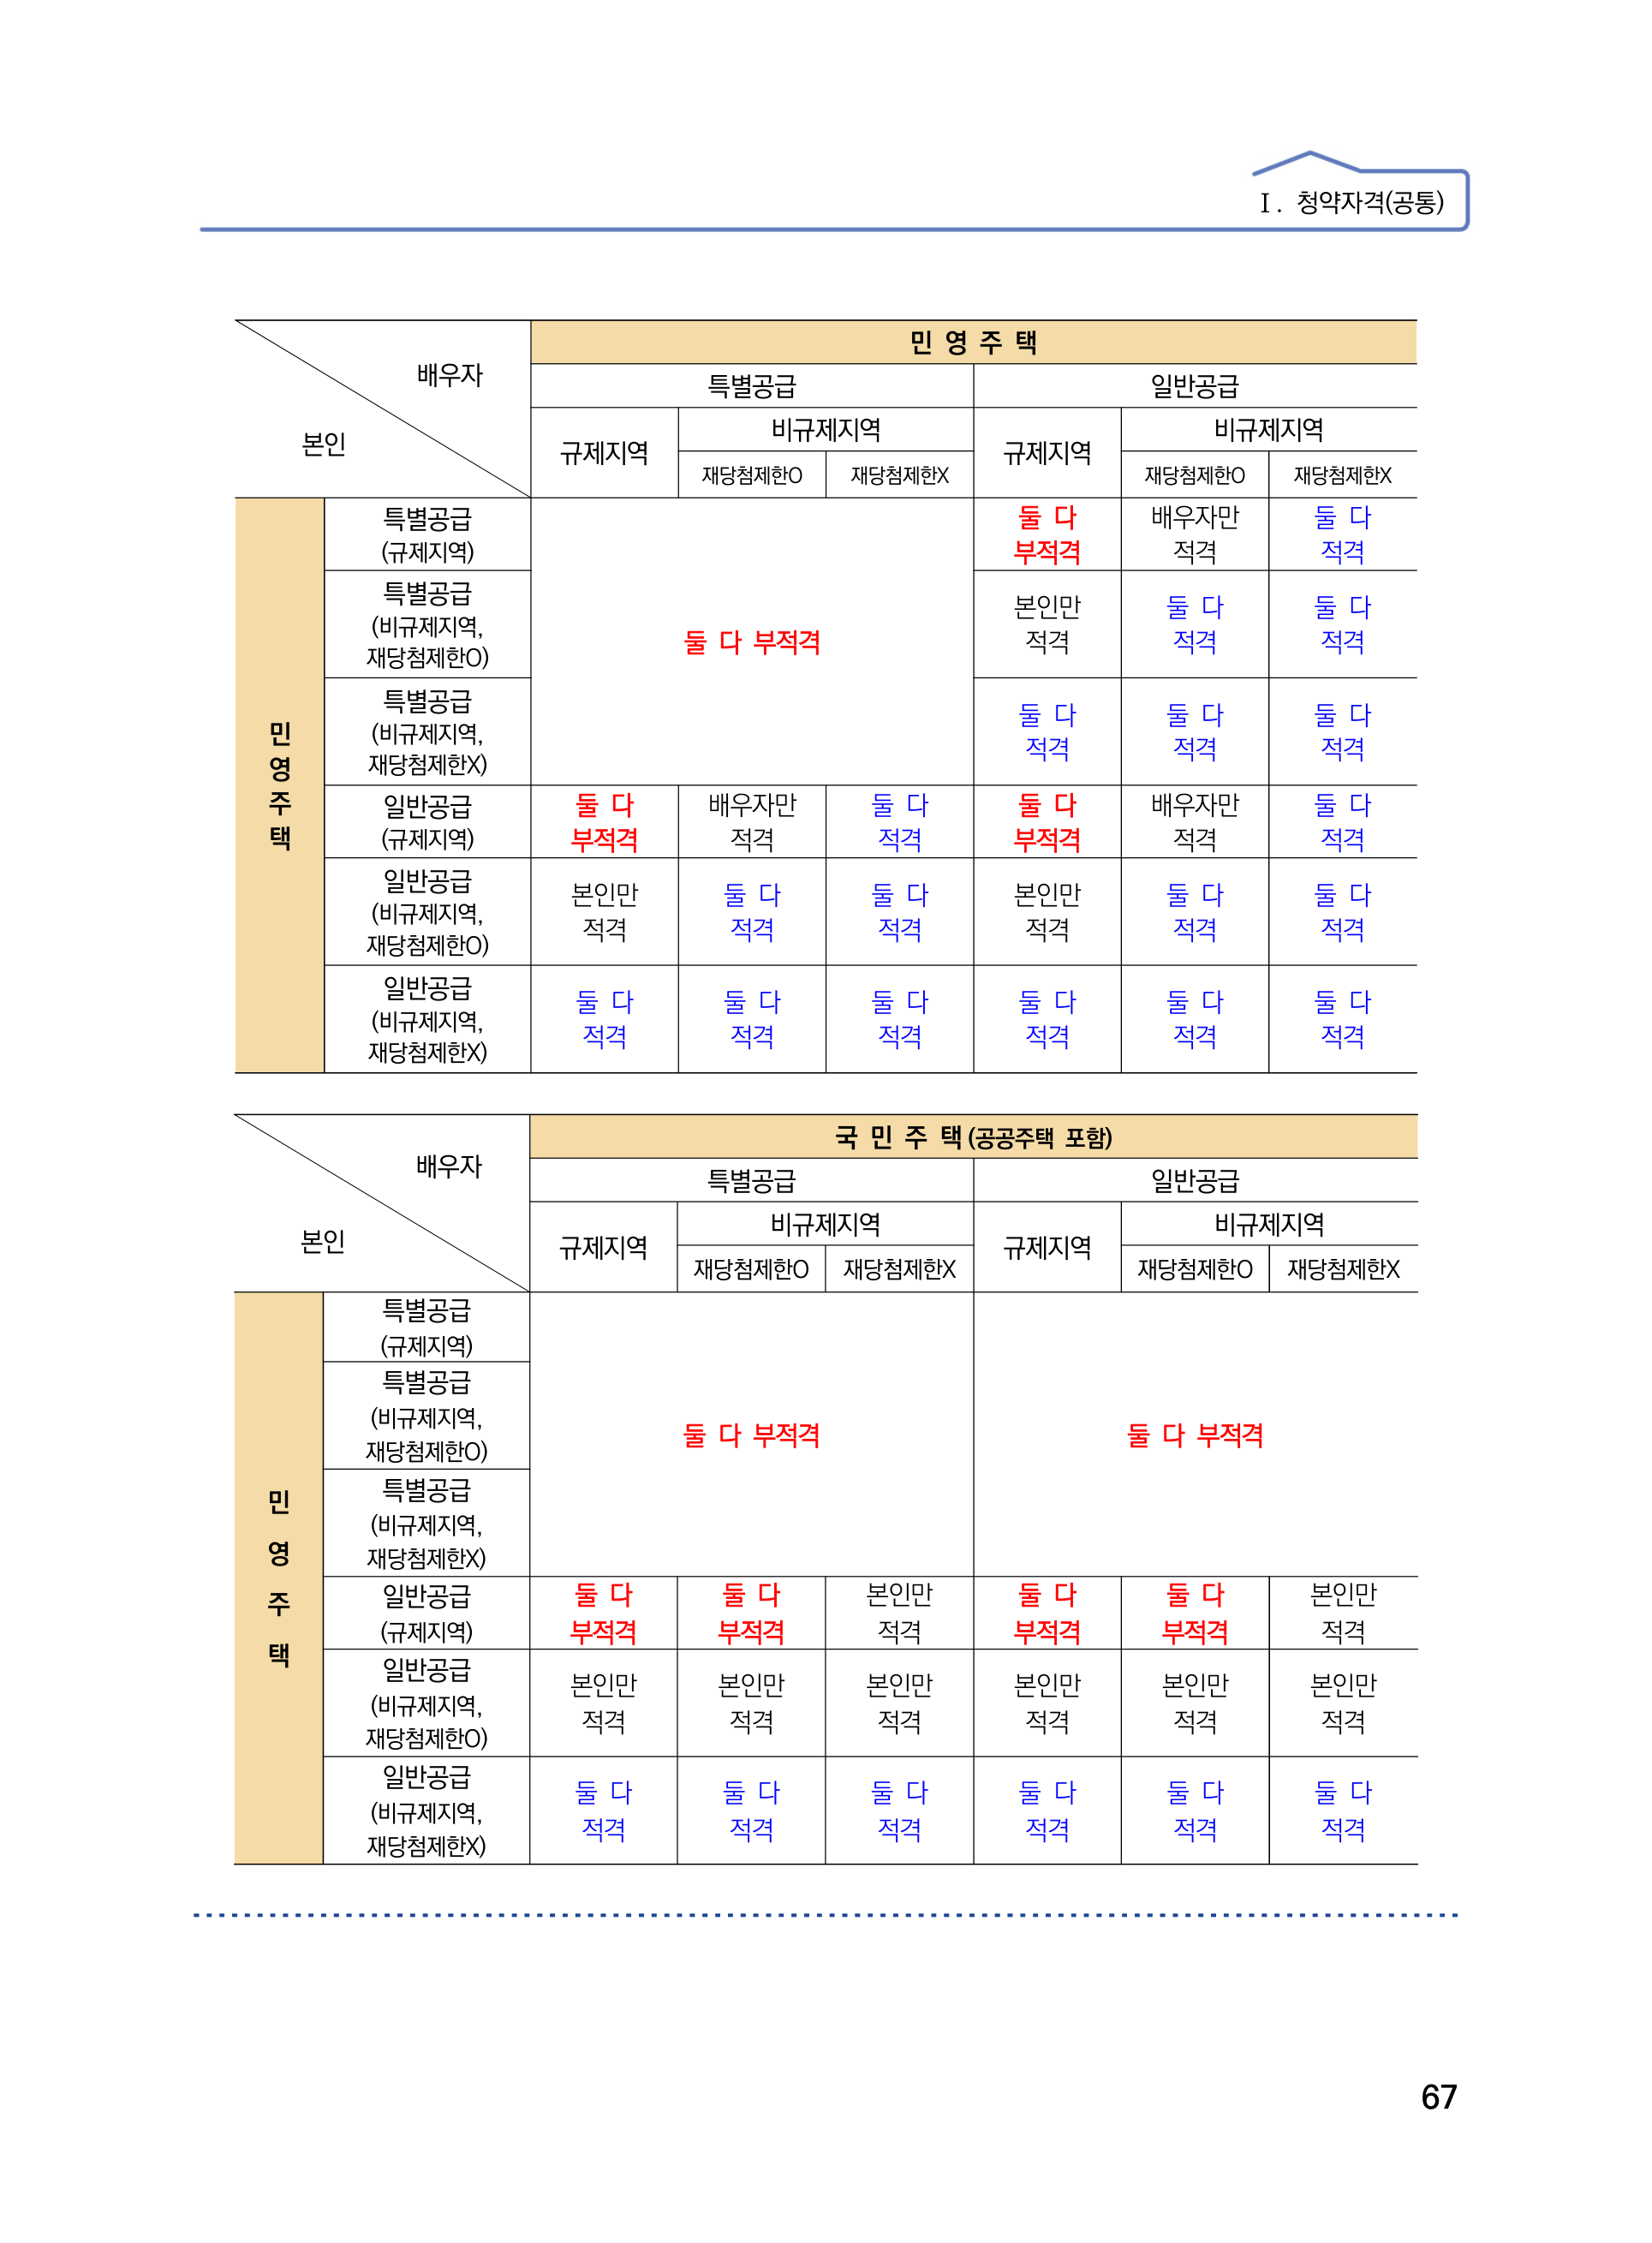 Ⅰ. 청약자격(공통)
배우자
본인
민 영 주 택
특별공급 일반공급
규제지역 비규제지역 규제지역 비규제지역
재당첨제한O 재당첨제한X 재당첨제한O 재당첨제한X
민
영
주
택
특별공급
(규제지역)
둘 다 부적격
둘 다
부적격
배우자만
적격
둘 다
적격
특별공급
(비규제지역,
재당첨제한O)
본인만
적격
둘 다
적격
둘 다
적격
특별공급
(비규제지역,
재당첨제한X)
둘 다
적격
둘 다
적격
둘 다
적격
일반공급
(규제지역)
둘 다
부적격
배우자만
적격
둘 다
적격
둘 다
부적격
배우자만
적격
둘 다
적격
일반공급
(비규제지역,
재당첨제한O)
본인만
적격
둘 다
적격
둘 다
적격
본인만
적격
둘 다
적격
둘 다
적격
일반공급
(비규제지역,
재당첨제한X)
둘 다
적격
둘 다
적격
둘 다
적격
둘 다
적격
둘 다
적격
둘 다
적격
배우자
본인
국 민 주 택 (공공주택 포함)
특별공급 일반공급
규제지역 비규제지역 규제지역 비규제지역
재당첨제한O 재당첨제한X 재당첨제한O 재당첨제한X
민
영
주
택
특별공급
(규제지역)
둘 다 부적격
둘 다 부적격
특별공급
(비규제지역,
재당첨제한O)
특별공급
(비규제지역,
재당첨제한X)
일반공급
(규제지역)
둘 다
부적격
둘 다
부적격
본인만
적격
둘 다
부적격
둘 다
부적격
본인만
적격
일반공급
(비규제지역,
재당첨제한O)
본인만
적격
본인만
적격
본인만
적격
본인만
적격
본인만
적격
본인만
적격
일반공급
(비규제지역,
재당첨제한X)
둘 다
적격
둘 다
적격
둘 다
적격
둘 다
적격
둘 다
적격
둘 다
적격
67